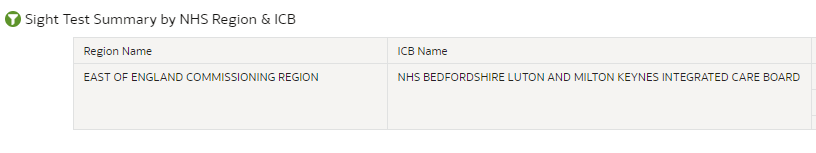 Sight Test Summary by NHS Region & ICB
Region Name ICB Name
EAST OF ENGLAND COMMISSIONING REGION NHS BEDFORDSHIRE LUTON AND MILTON KEYNES INTEGRATED CARE BOARD